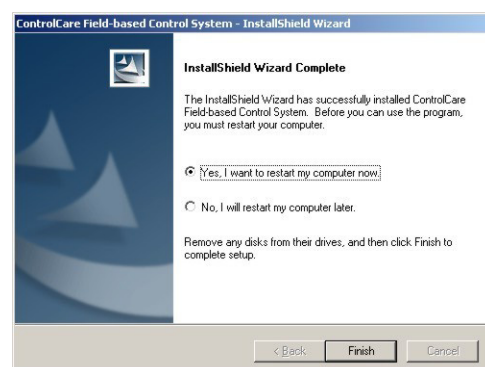 ControlCare Field-based Control System - InstallShield Wizard
InstallShield Wizard Complete
The InstallShield Wizard has successfully installed ControlCare
Field-based Control System. Before you can use the program,
you must restart your computer.
Yes, I want to restart my computer now.
No, I will restart my computer later.
Remove any disks from their drives, and then click Finish to
complete setup.
< Back Finish Cancel